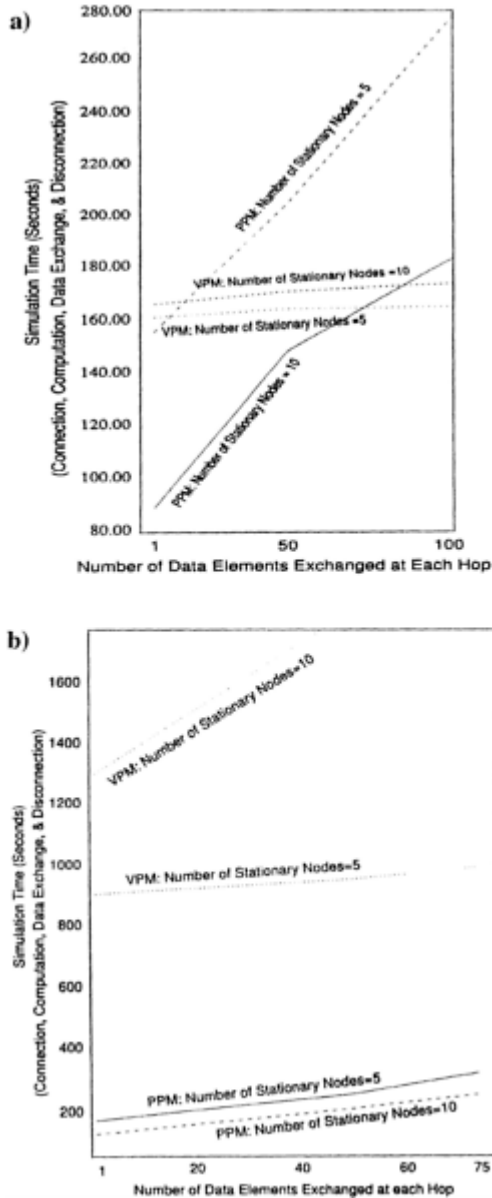 a)
280.00
260.00
240.00
220.00
200.00
180.00
160.00
140.00
120.00
100.00
80.00
Simulation Time (Seconds)
(Connection, Computation, Data Exchange, & Disconnection)
PPM: Number of Stationary Nodes = 5
VPM: Number of Stationary Nodes =10
VPM: Number of Stationary Nodes =5
PPM: Number of Stationary Nodes = 10
1 50 100
Number of Data Elements Exchanged at Each Hop
b)
1600
1400
1200
1000
800
600
400
200
Simulation Time (Seconds)
(Connection, Computation, Data Exchange, & Disconnection)
VPM: Number of Stationary Nodes=10
VPM: Number of Stationary Nodes=5
PPM: Number of Stationary Nodes=5
PPM: Number of Stationary Nodes=10
1 20 40 60 75
Number of Data Elements Exchanged at each Hop